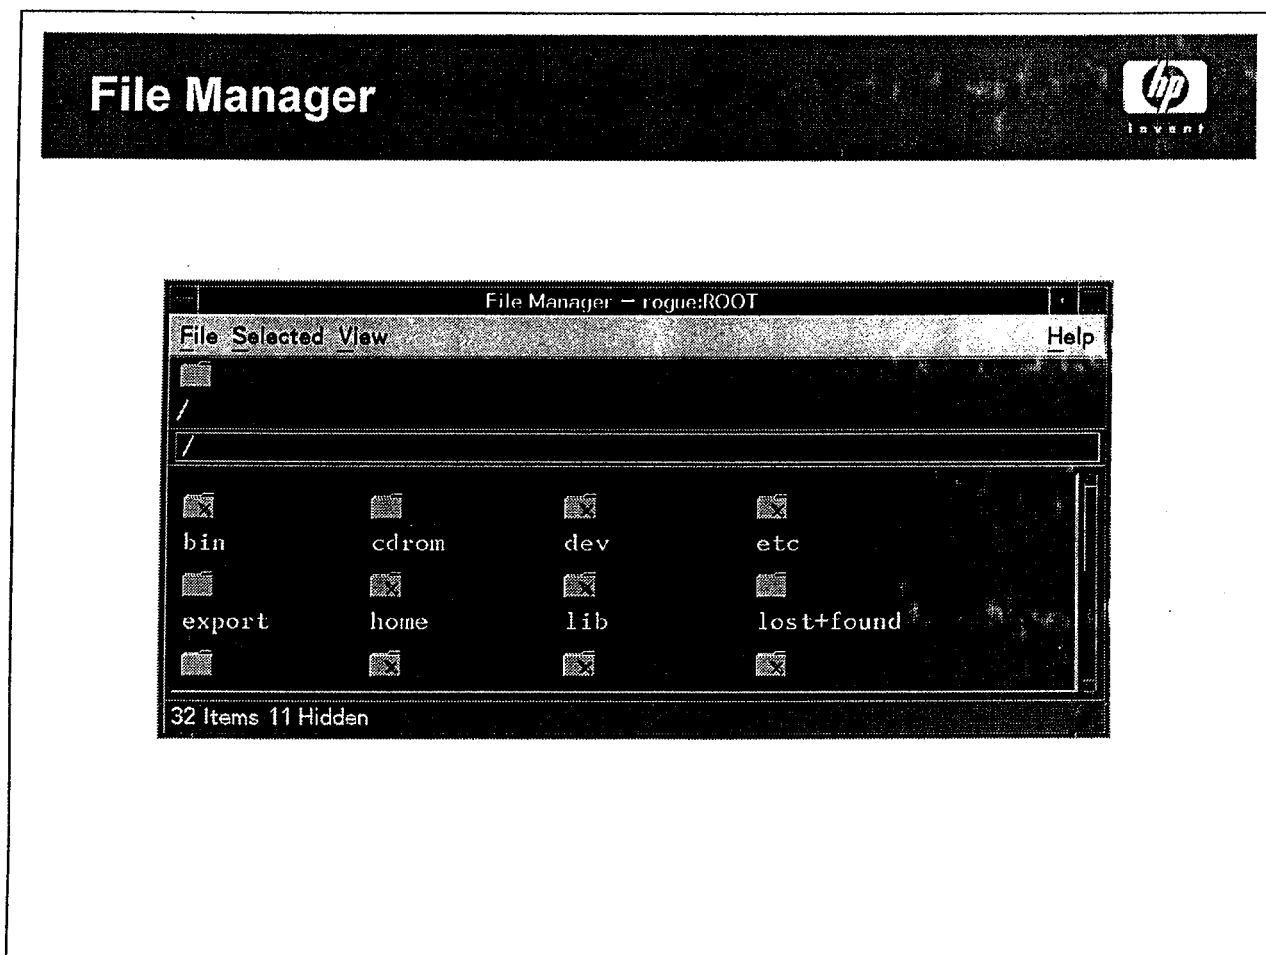 File Manager
hp
invent
File Manager — rogue:ROOT
File Selected View Help
/
/
bin cdrom dev etc
export home lib lost+found
32 Items 11 Hidden